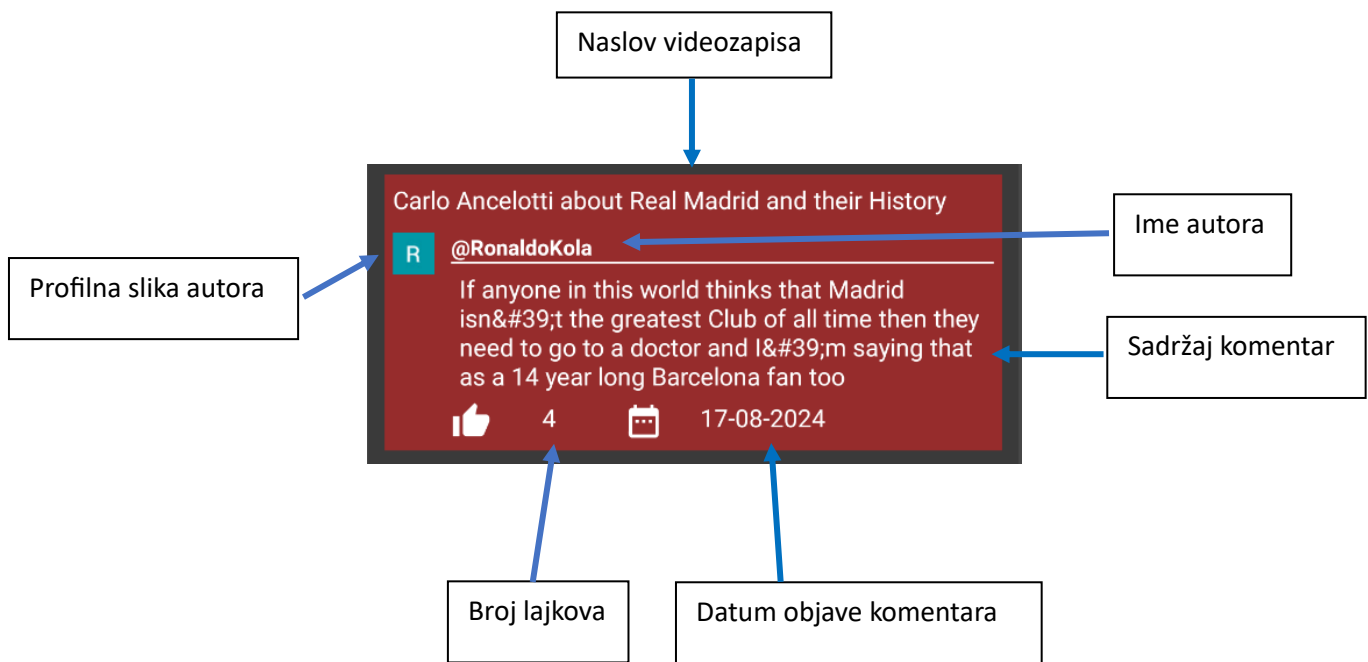 Naslov videozapisa
Carlo Ancelotti about Real Madrid and their History
Ime autora
R
@RonaldoKola
Profilna slika autora
If anyone in this world thinks that Madrid
isn&#39;t the greatest Club of all time then they
need to go to a doctor and I&#39;m saying that
as a 14 year long Barcelona fan too
Sadržaj komentar
4
17-08-2024
Broj lajkova
Datum objave komentara